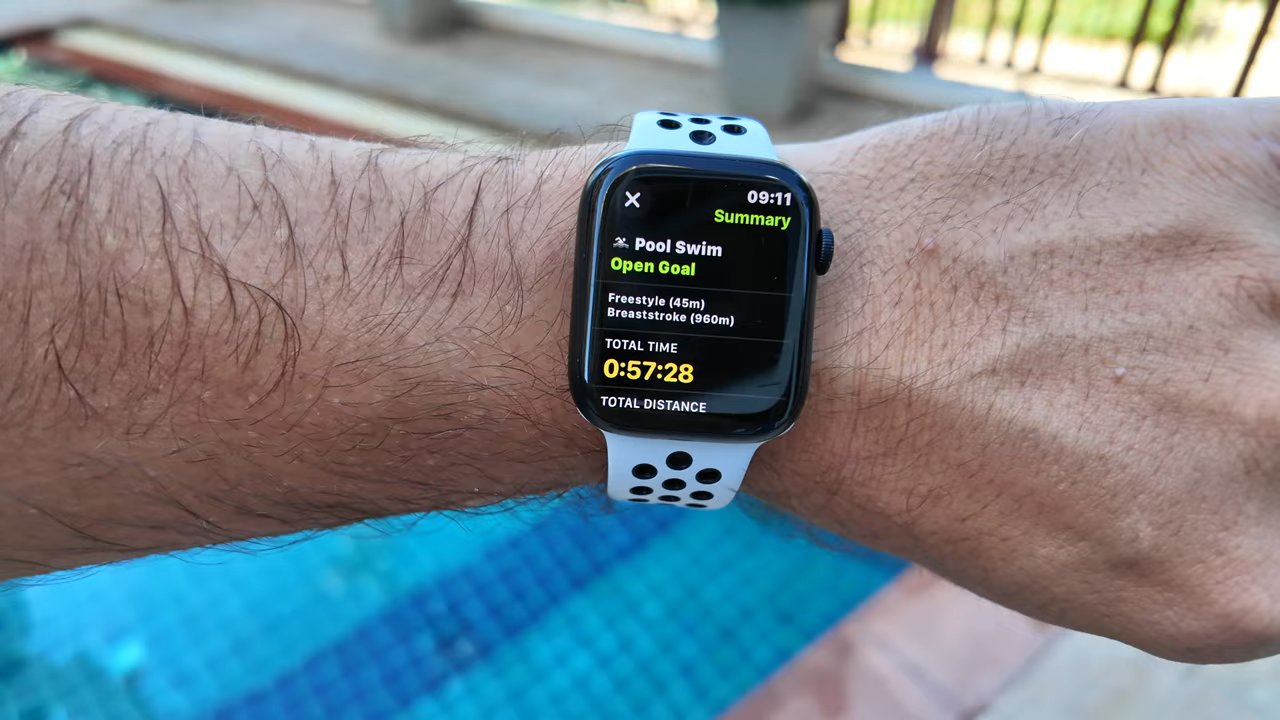 09:11
Summary
Pool Swim
Open Goal
Freestyle (45m)
Breaststroke (960m)
TOTAL TIME
0:57:28
TOTAL DISTANCE